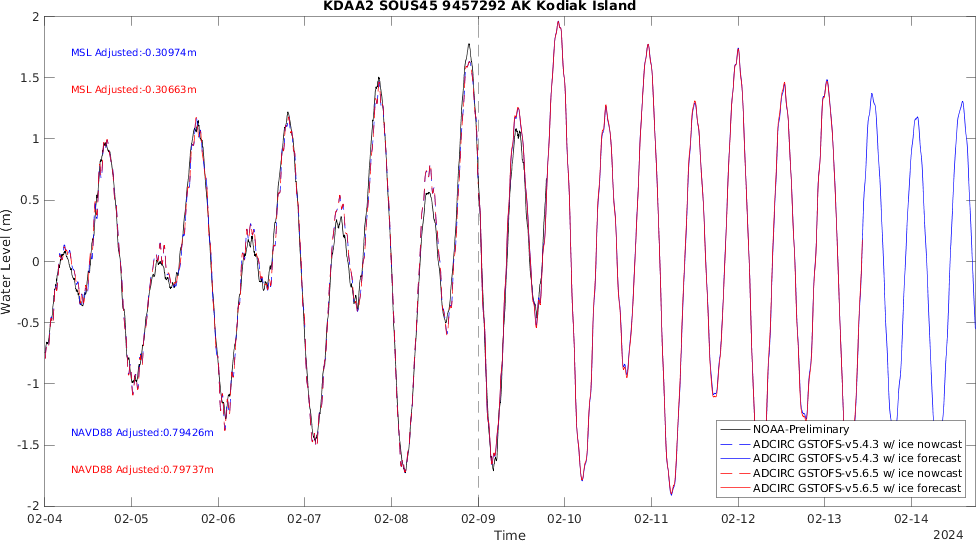 KDAA2 SOUS45 9457292 AK Kodiak Island
2
1.5
1
0.5
0
-0.5
-1
-1.5
-2
Water Level (m)
MSL Adjusted:-0.30974m
MSL Adjusted:-0.30663m
NAVD88 Adjusted:0.79426m
NAVD88 Adjusted:0.79737m
NOAA-Preliminary
ADCIRC GSTOFS-v5.4.3 w/ ice nowcast
ADCIRC GSTOFS-v5.4.3 w/ ice forecast
ADCIRC GSTOFS-v5.6.5 w/ ice nowcast
ADCIRC GSTOFS-v5.6.5 w/ ice forecast
02-04 02-05 02-06 02-07 02-08 02-09 02-10 02-11 02-12 02-13 02-14
Time
2024